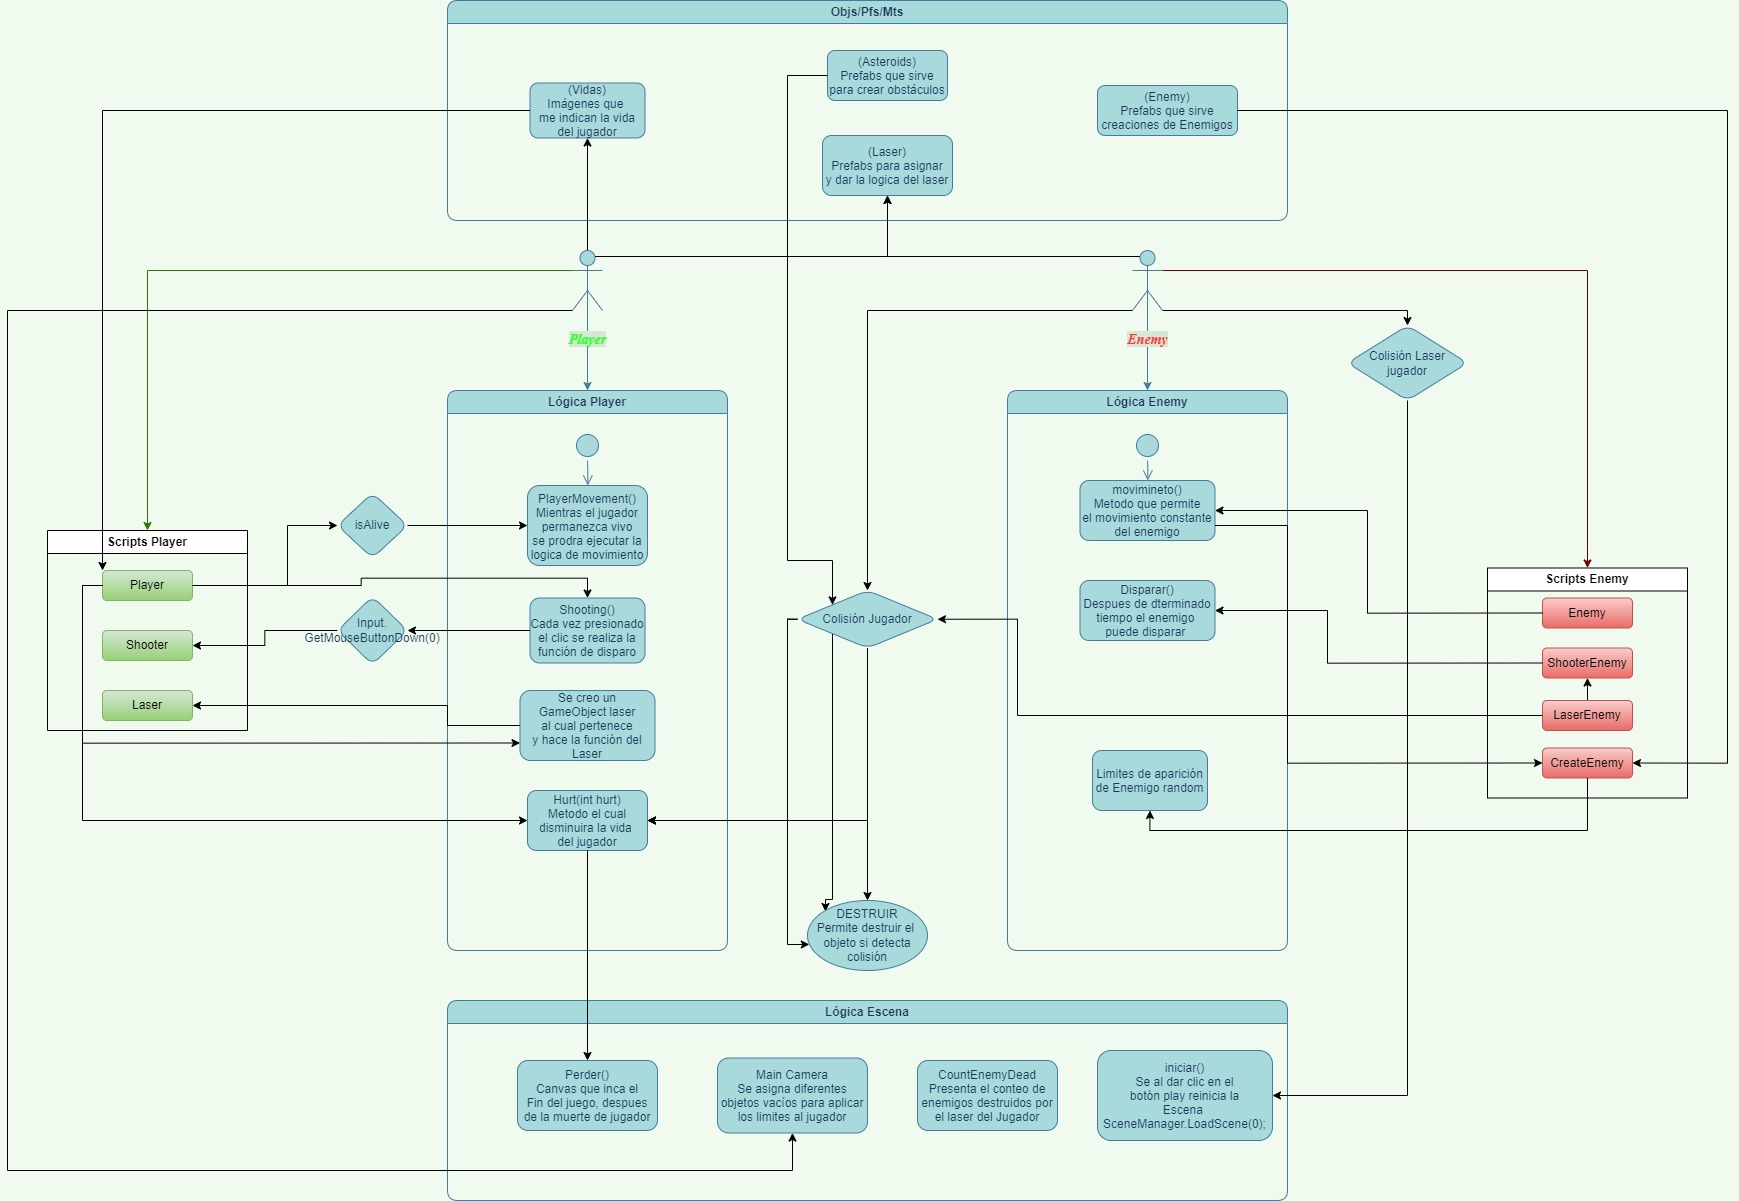 Objs/Pfs/Mts
(Vidas)
Imágenes que
me indican la vida
del jugador
(Asteroids)
Prefabs que sirve
para crear obstáculos
(Enemy)
Prefabs que sirve
creaciones de Enemigos
(Laser)
Prefabs para asignar
y dar la logica del laser
Player
Enemy
Colisión Laser
jugador
Lógica Player
PlayerMovement()
Mientras el jugador
permanezca vivo
se prodra ejecutar la
logica de movimiento
isAlive
Shooting()
Cada vez presionado
el clic se realiza la
función de disparo
Input.
GetMouseButtonDown(0)
Se creo un
GameObject laser
al cual pertenece
y hace la función del
Laser
Hurt(int hurt)
Metodo el cual
disminuira la vida
del jugador
Scripts Player
Player
Shooter
Laser
Colisión Jugador
DESTRUIR
Permite destruir el
objeto si detecta
colisión
Lógica Enemy
movimineto()
Metodo que permite
el movimiento constante
del enemigo
Disparar()
Despues de dterminado
tiempo el enemigo
puede disparar
Limites de aparición
de Enemigo random
Scripts Enemy
Enemy
ShooterEnemy
LaserEnemy
CreateEnemy
Lógica Escena
Perder()
Canvas que inca el
Fin del juego, despues
de la muerte de jugador
Main Camera
Se asigna diferentes
objetos vacíos para aplicar
los limites al jugador
CountEnemyDead
Presenta el conteo de
enemigos destruidos por
el laser del Jugador
iniciar()
Se al dar clic en el
botón play reinicia la
Escena
SceneManager.LoadScene(0);